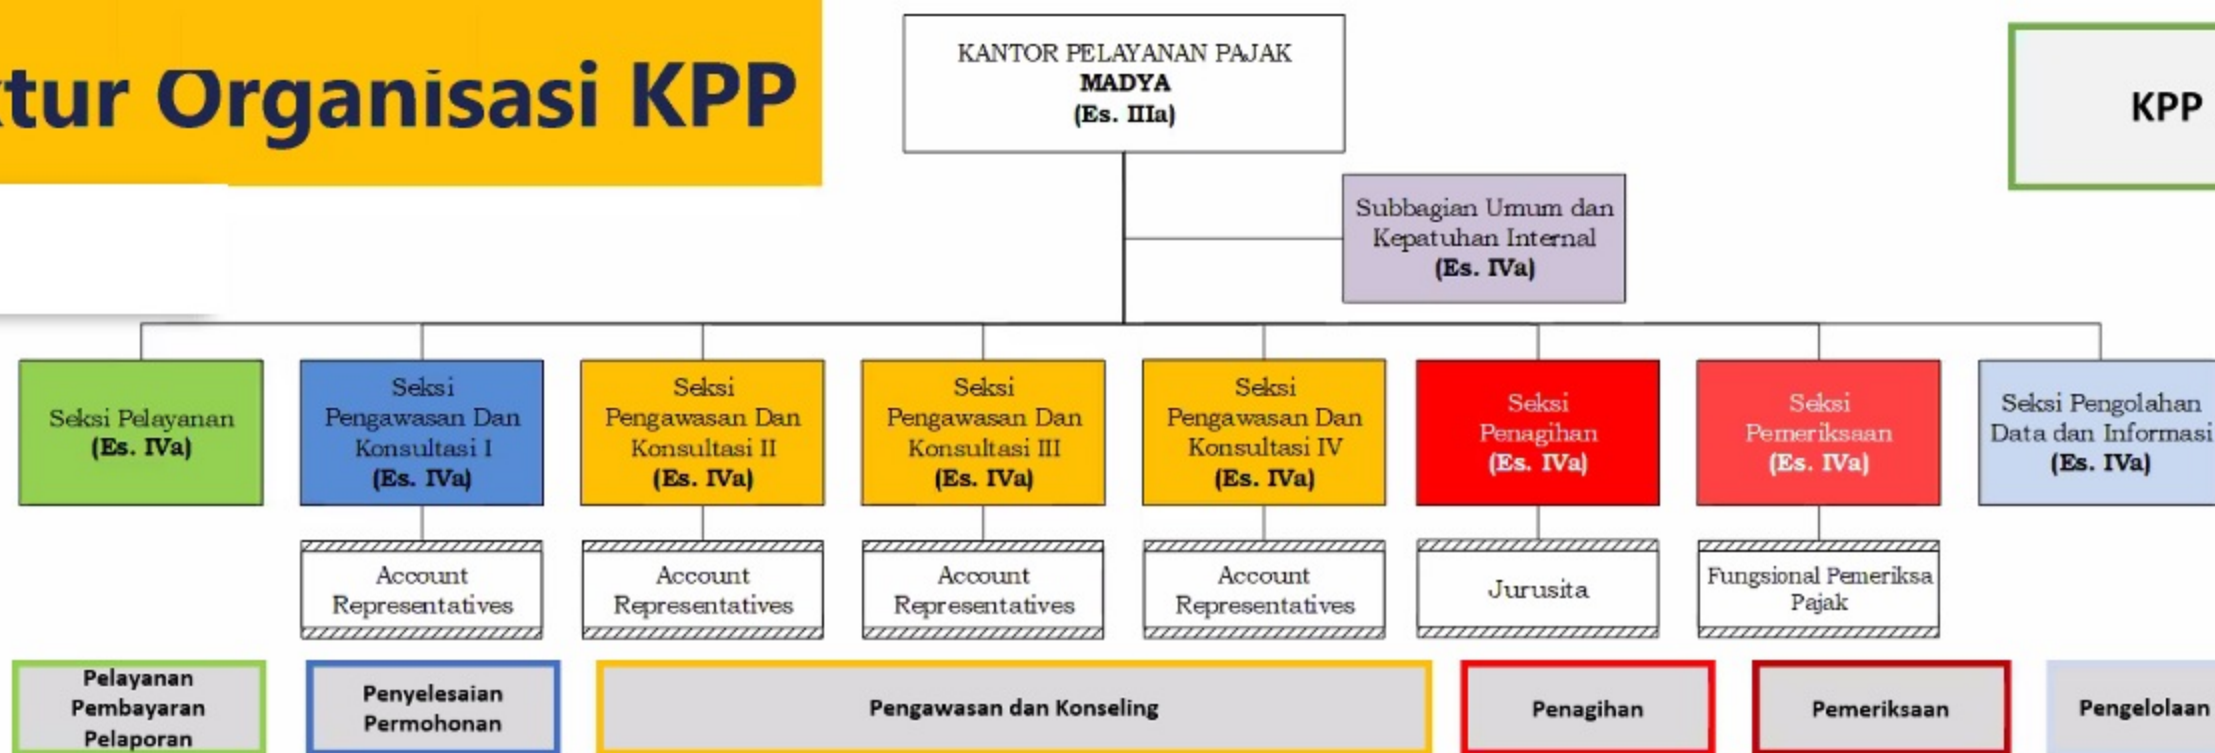 tur Organisasi KPP
KANTOR PELAYANAN PAJAK
MADYA
(Es. IIIa)
KPP
Subbagian Umum dan
Kepatuhan Internal
(Es. IVa)
Seksi Pelayanan
(Es. IVa)
Seksi
Pengawasan Dan
Konsultasi I
(Es. IVa)
Seksi
Pengawasan Dan
Konsultasi II
(Es. IVa)
Seksi
Pengawasan Dan
Konsultasi III
(Es. IVa)
Seksi
Pengawasan Dan
Konsultasi IV
(Es. IVa)
Seksi
Penagihan
(Es. IVa)
Seksi
Pemeriksaan
(Es. IVa)
Seksi Pengolahan
Data dan Informasi
(Es. IVa)
Account
Representatives
Account
Representatives
Account
Representatives
Account
Representatives
Jurusita
Fungsional Pemeriksa
Pajak
Pelayanan
Pembayaran
Pelaporan
Penyelesaian
Permohonan
Pengawasan dan Konseling
Penagihan
Pemeriksaan
Pengelolaan